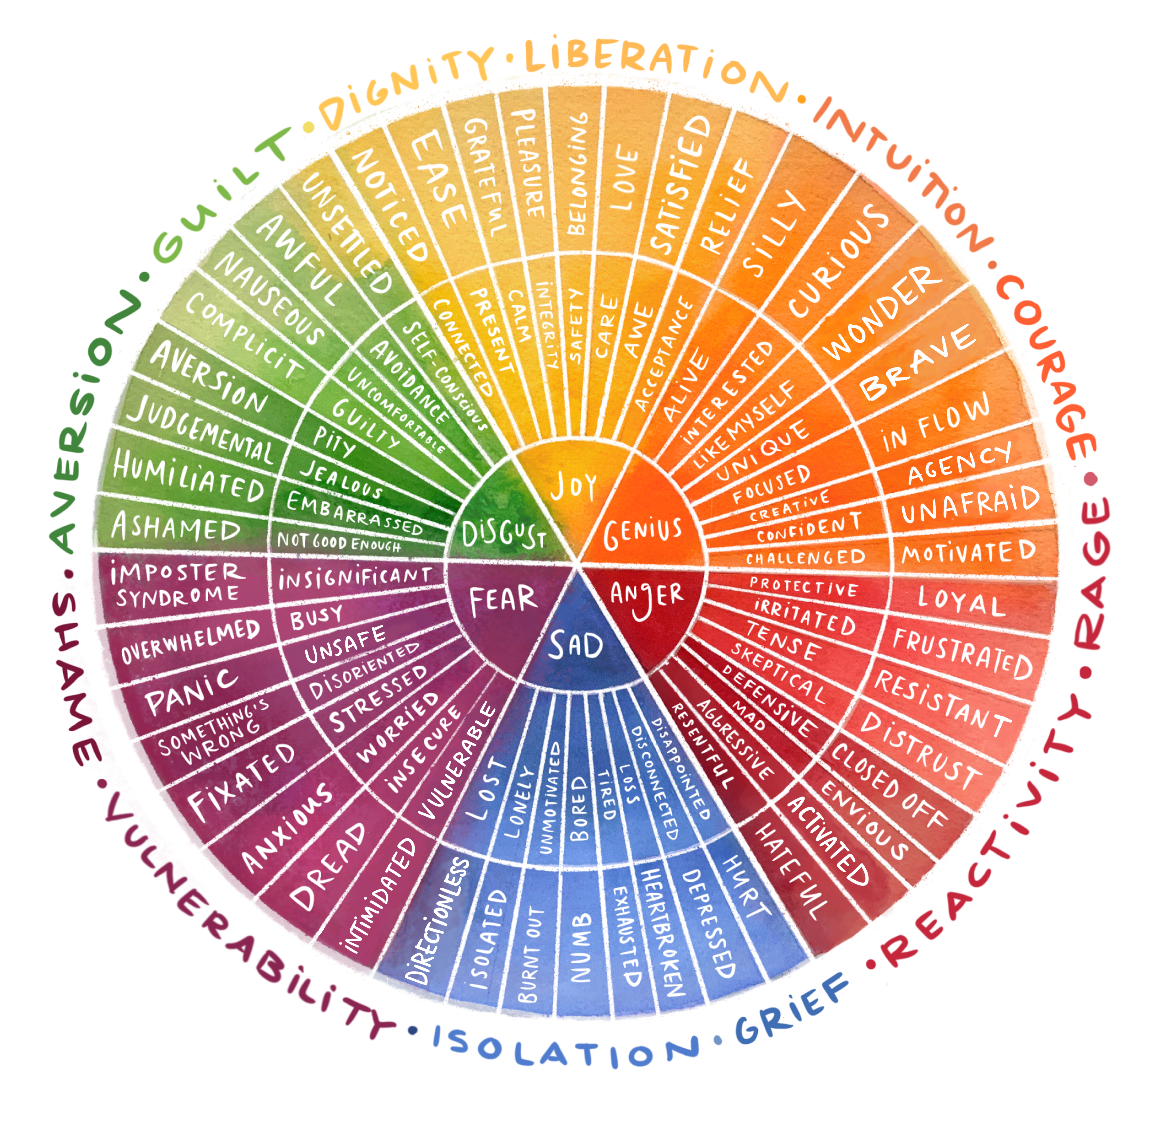 DIGNITY · LIBERATION · INTUITION · COURAGE · RAGE · REACTIVITY · GRIEF · ISOLATION · VULNERABILITY · SHAME · AVERSION · GUILT ·
JOY
GENIUS
ANGER
SAD
FEAR
DISGUST
CONNECTED
PRESENT
CALM
INTEGRITY
SAFETY
CARE
AWE
ACCEPTANCE
NOTICED
EASE
GRATEFUL
PLEASURE
BELONGING
LOVE
SATISFIED
RELIEF
ALIVE
INTERESTED
LIKE MYSELF
UNIQUE
FOCUSED
CREATIVE
CONFIDENT
CHALLENGED
SILLY
CURIOUS
WONDER
BRAVE
IN FLOW
AGENCY
UNAFRAID
MOTIVATED
PROTECTIVE
IRRITATED
TENSE
SKEPTICAL
DEFENSIVE
MAD
AGGRESSIVE
RESENTFUL
LOYAL
FRUSTRATED
RESISTANT
DISTRUST
CLOSED OFF
ENVIOUS
ACTIVATED
HATEFUL
DISAPPOINTED
DISCONNECTED
LOSS
TIRED
BORED
UNMOTIVATED
LONELY
LOST
HURT
DEPRESSED
HEARTBROKEN
EXHAUSTED
NUMB
BURNT OUT
ISOLATED
DIRECTIONLESS
VULNERABLE
INSECURE
WORRIED
STRESSED
DISORIENTED
UNSAFE
BUSY
INSIGNIFICANT
INTIMIDATED
DREAD
ANXIOUS
FIXATED
SOMETHING'S
WRONG
PANIC
OVERWHELMED
IMPOSTER
SYNDROME
NOT GOOD ENOUGH
EMBARRASSED
JEALOUS
PITY
GUILTY
UNCOMFORTABLE
AVOIDANCE
SELF-CONSCIOUS
ASHAMED
HUMILIATED
JUDGEMENTAL
AVERSION
COMPLICIT
NAUSEOUS
AWFUL
UNSETTLED